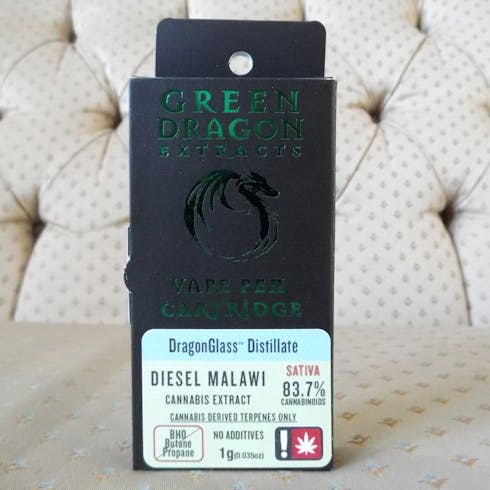 GREEN
DRAGON
EXTRACTS
VAPE PEN
CARTRIDGE
DragonGlass™ Distillate
DIESEL MALAWI
SATIVA
83.7%
CANNABINOIDS
CANNABIS EXTRACT
CANNABIS DERIVED TERPENES ONLY
BHO
Butane
Propane
NO ADDITIVES
1g(0.035oz)
!